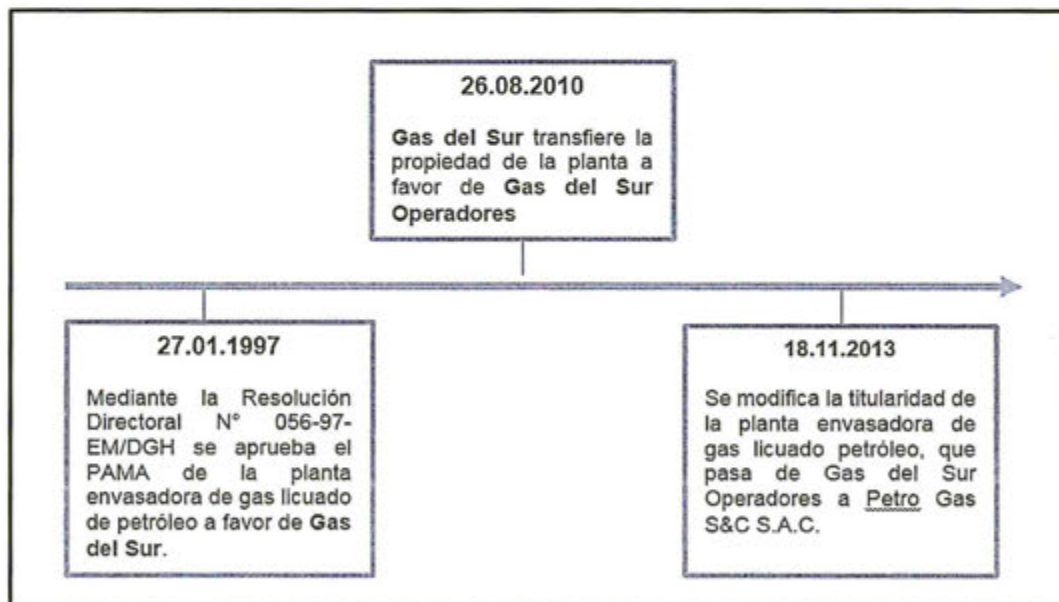 26.08.2010
Gas del Sur transfiere la
propiedad de la planta a
favor de Gas del Sur
Operadores
27.01.1997
Mediante la Resolución
Directoral N° 056-97-
EM/DGH se aprueba el
PAMA de la planta
envasadora de gas licuado
de petróleo a favor de Gas
del Sur.
18.11.2013
Se modifica la titularidad de
la planta envasadora de
gas licuado petróleo, que
pasa de Gas del Sur
Operadores a Petro Gas
S&C S.A.C.